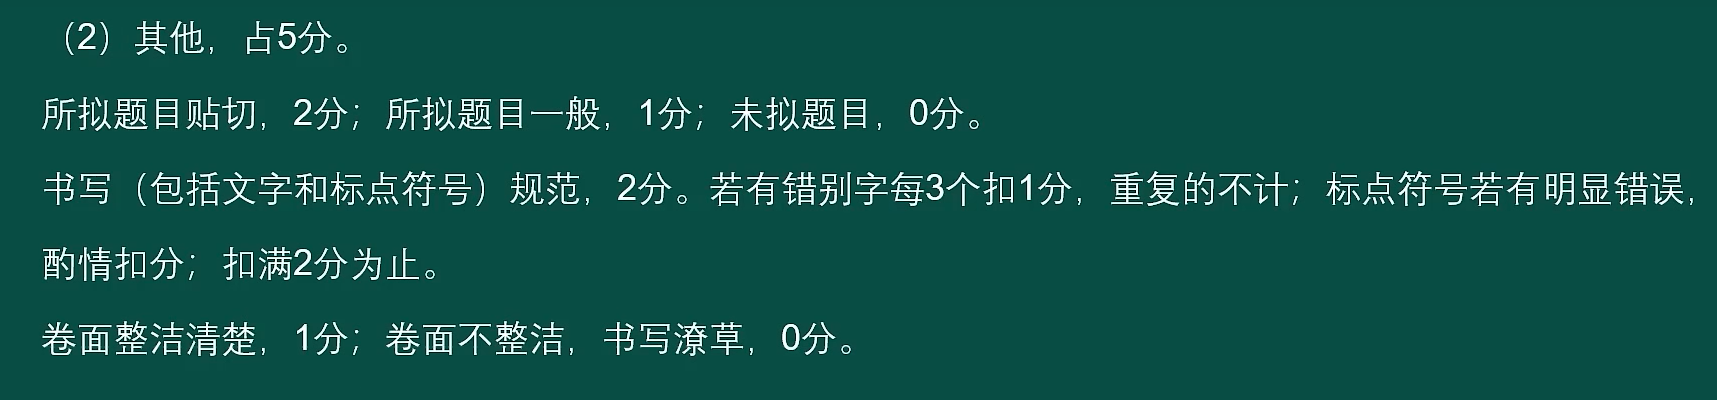 （2）其他，占5分。
所拟题目贴切，2分；所拟题目一般，1分；未拟题目，0分。
书写（包括文字和标点符号）规范，2分。若有错别字每3个扣1分，重复的不计；标点符号若有明显错误，
酌情扣分；扣满2分为止。
卷面整洁清楚，1分；卷面不整洁，书写潦草，0分。